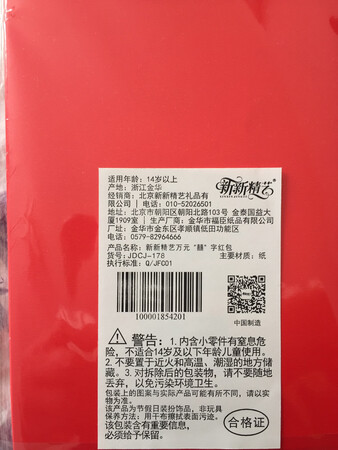 新新精艺
适用年龄：14岁以上
产地：浙江金华
经销商：北京新新精艺礼品有
限公司 | 电话：010-52026501
地址：北京市朝阳区朝阳北路103号 金泰国益大
厦1909室 | 生产厂商：金华市福臣纸品有限公司
厂址：金华市金东区孝顺镇低田功能区
电话：0579-82964666
产品名称：新新精艺万元“囍”字红包
货号：JDCJ-178 主要材质：纸
执行标准：Q/JFC01
100001854201
中国制造
警告：1.内含小零件有窒息危
险，不适合14岁及以下年龄儿童使用。
2.不要置于近火和高温、潮湿的地方储
藏。3.对拆除后的包装物，请不要随地
丢弃，以免污染环境卫生。
包装上的图案与实际产品可能有所不同，请以实
物为准。
该产品为节假日装扮饰品，非玩具
保养方法：用干布擦拭表面污迹。
该包装含有重要信息，
必须给予保留。
合格证